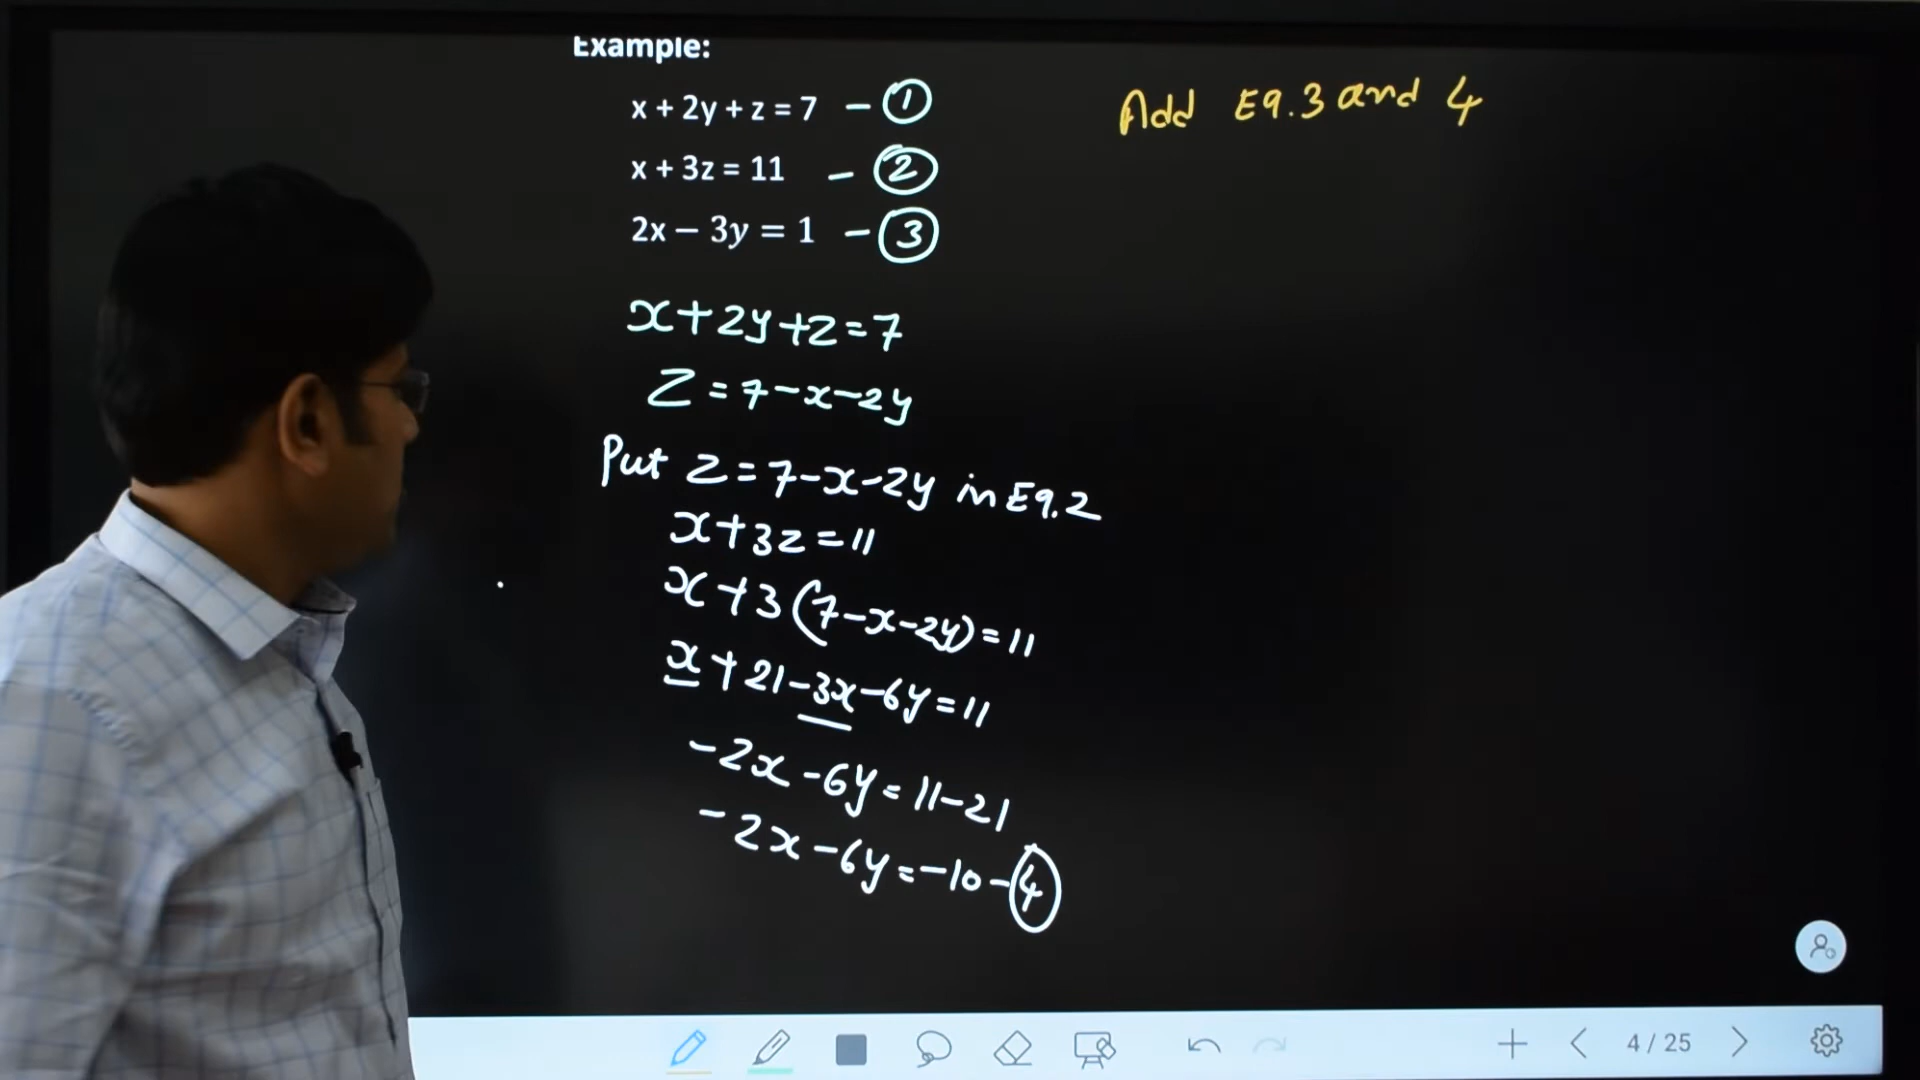 Example:
x + 2y + z = 7 – ①
x + 3z = 11 – ②
2x – 3y = 1 – ③
x+2y+z=7
z=7-x-2y
Put z=7-x-2y in Eq.2
x+3z=11
x+3(7-x-2y)=11
x+21-3x-6y=11
-2x-6y=11-21
-2x-6y=-10-④
Add Eq.3 and 4
4 / 25